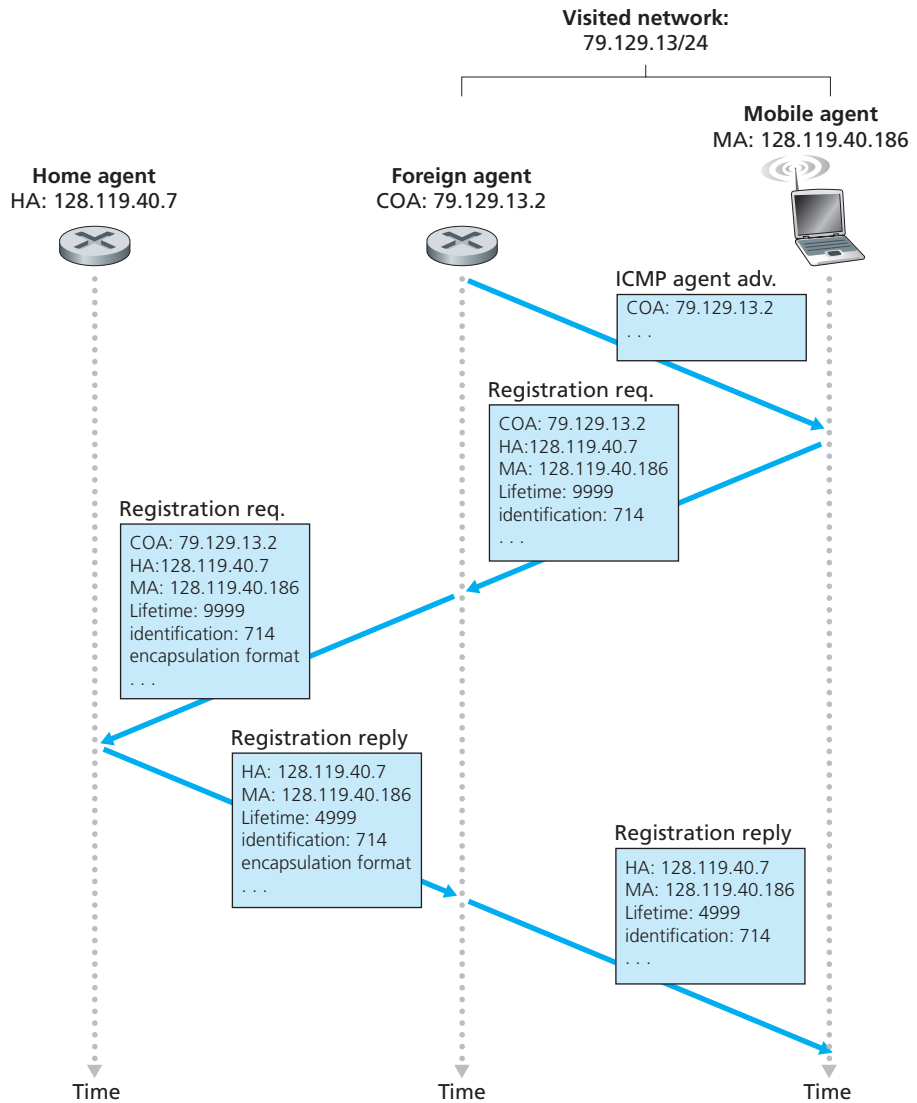 Visited network:
79.129.13/24
Mobile agent
MA: 128.119.40.186
Home agent
HA: 128.119.40.7
Foreign agent
COA: 79.129.13.2
ICMP agent adv.
COA: 79.129.13.2
. . .
Registration req.
COA: 79.129.13.2
HA:128.119.40.7
MA: 128.119.40.186
Lifetime: 9999
identification: 714
. . .
Registration req.
COA: 79.129.13.2
HA:128.119.40.7
MA: 128.119.40.186
Lifetime: 9999
identification: 714
encapsulation format
. . .
Registration reply
HA: 128.119.40.7
MA: 128.119.40.186
Lifetime: 4999
identification: 714
encapsulation format
. . .
Registration reply
HA: 128.119.40.7
MA: 128.119.40.186
Lifetime: 4999
identification: 714
. . .
Time
Time
Time